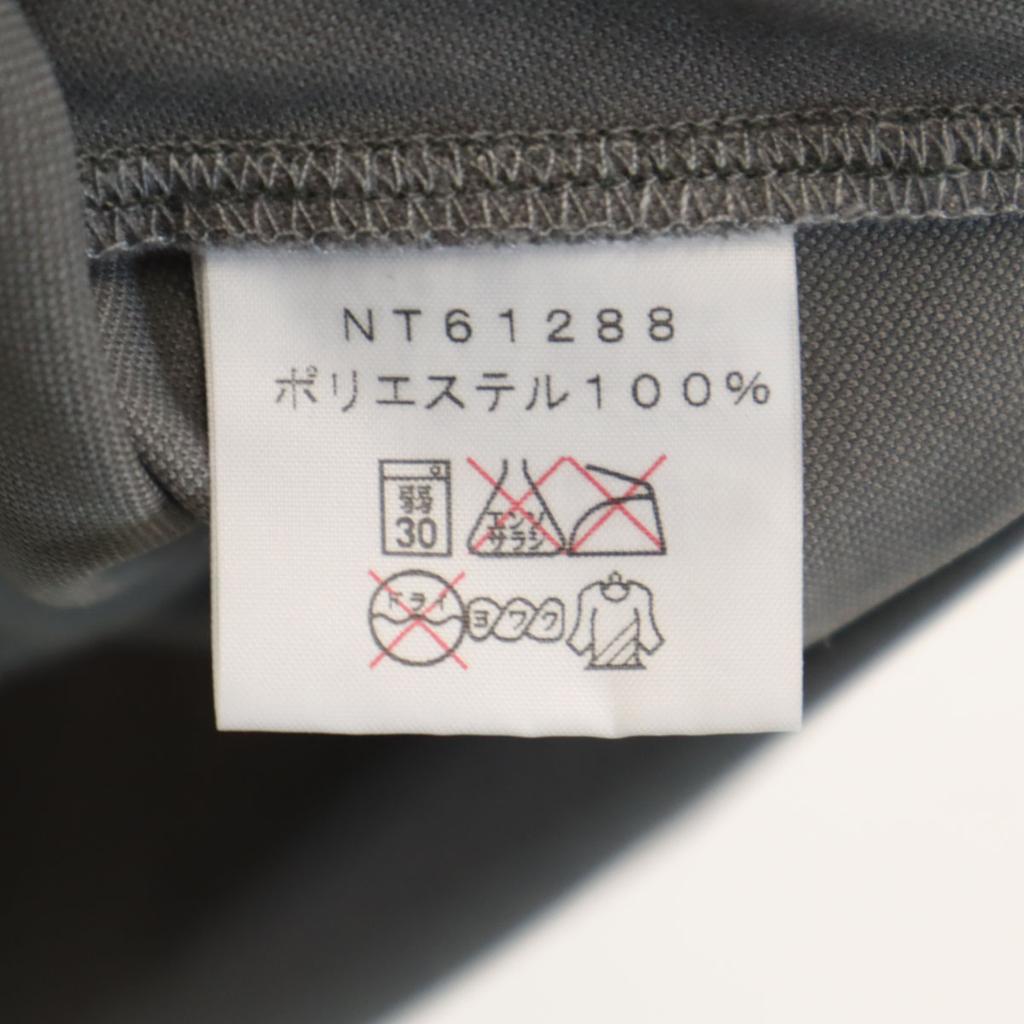 NT61288
ポリエステル100%
弱
30
エンソ
サラシ
ドライ
ヨワク